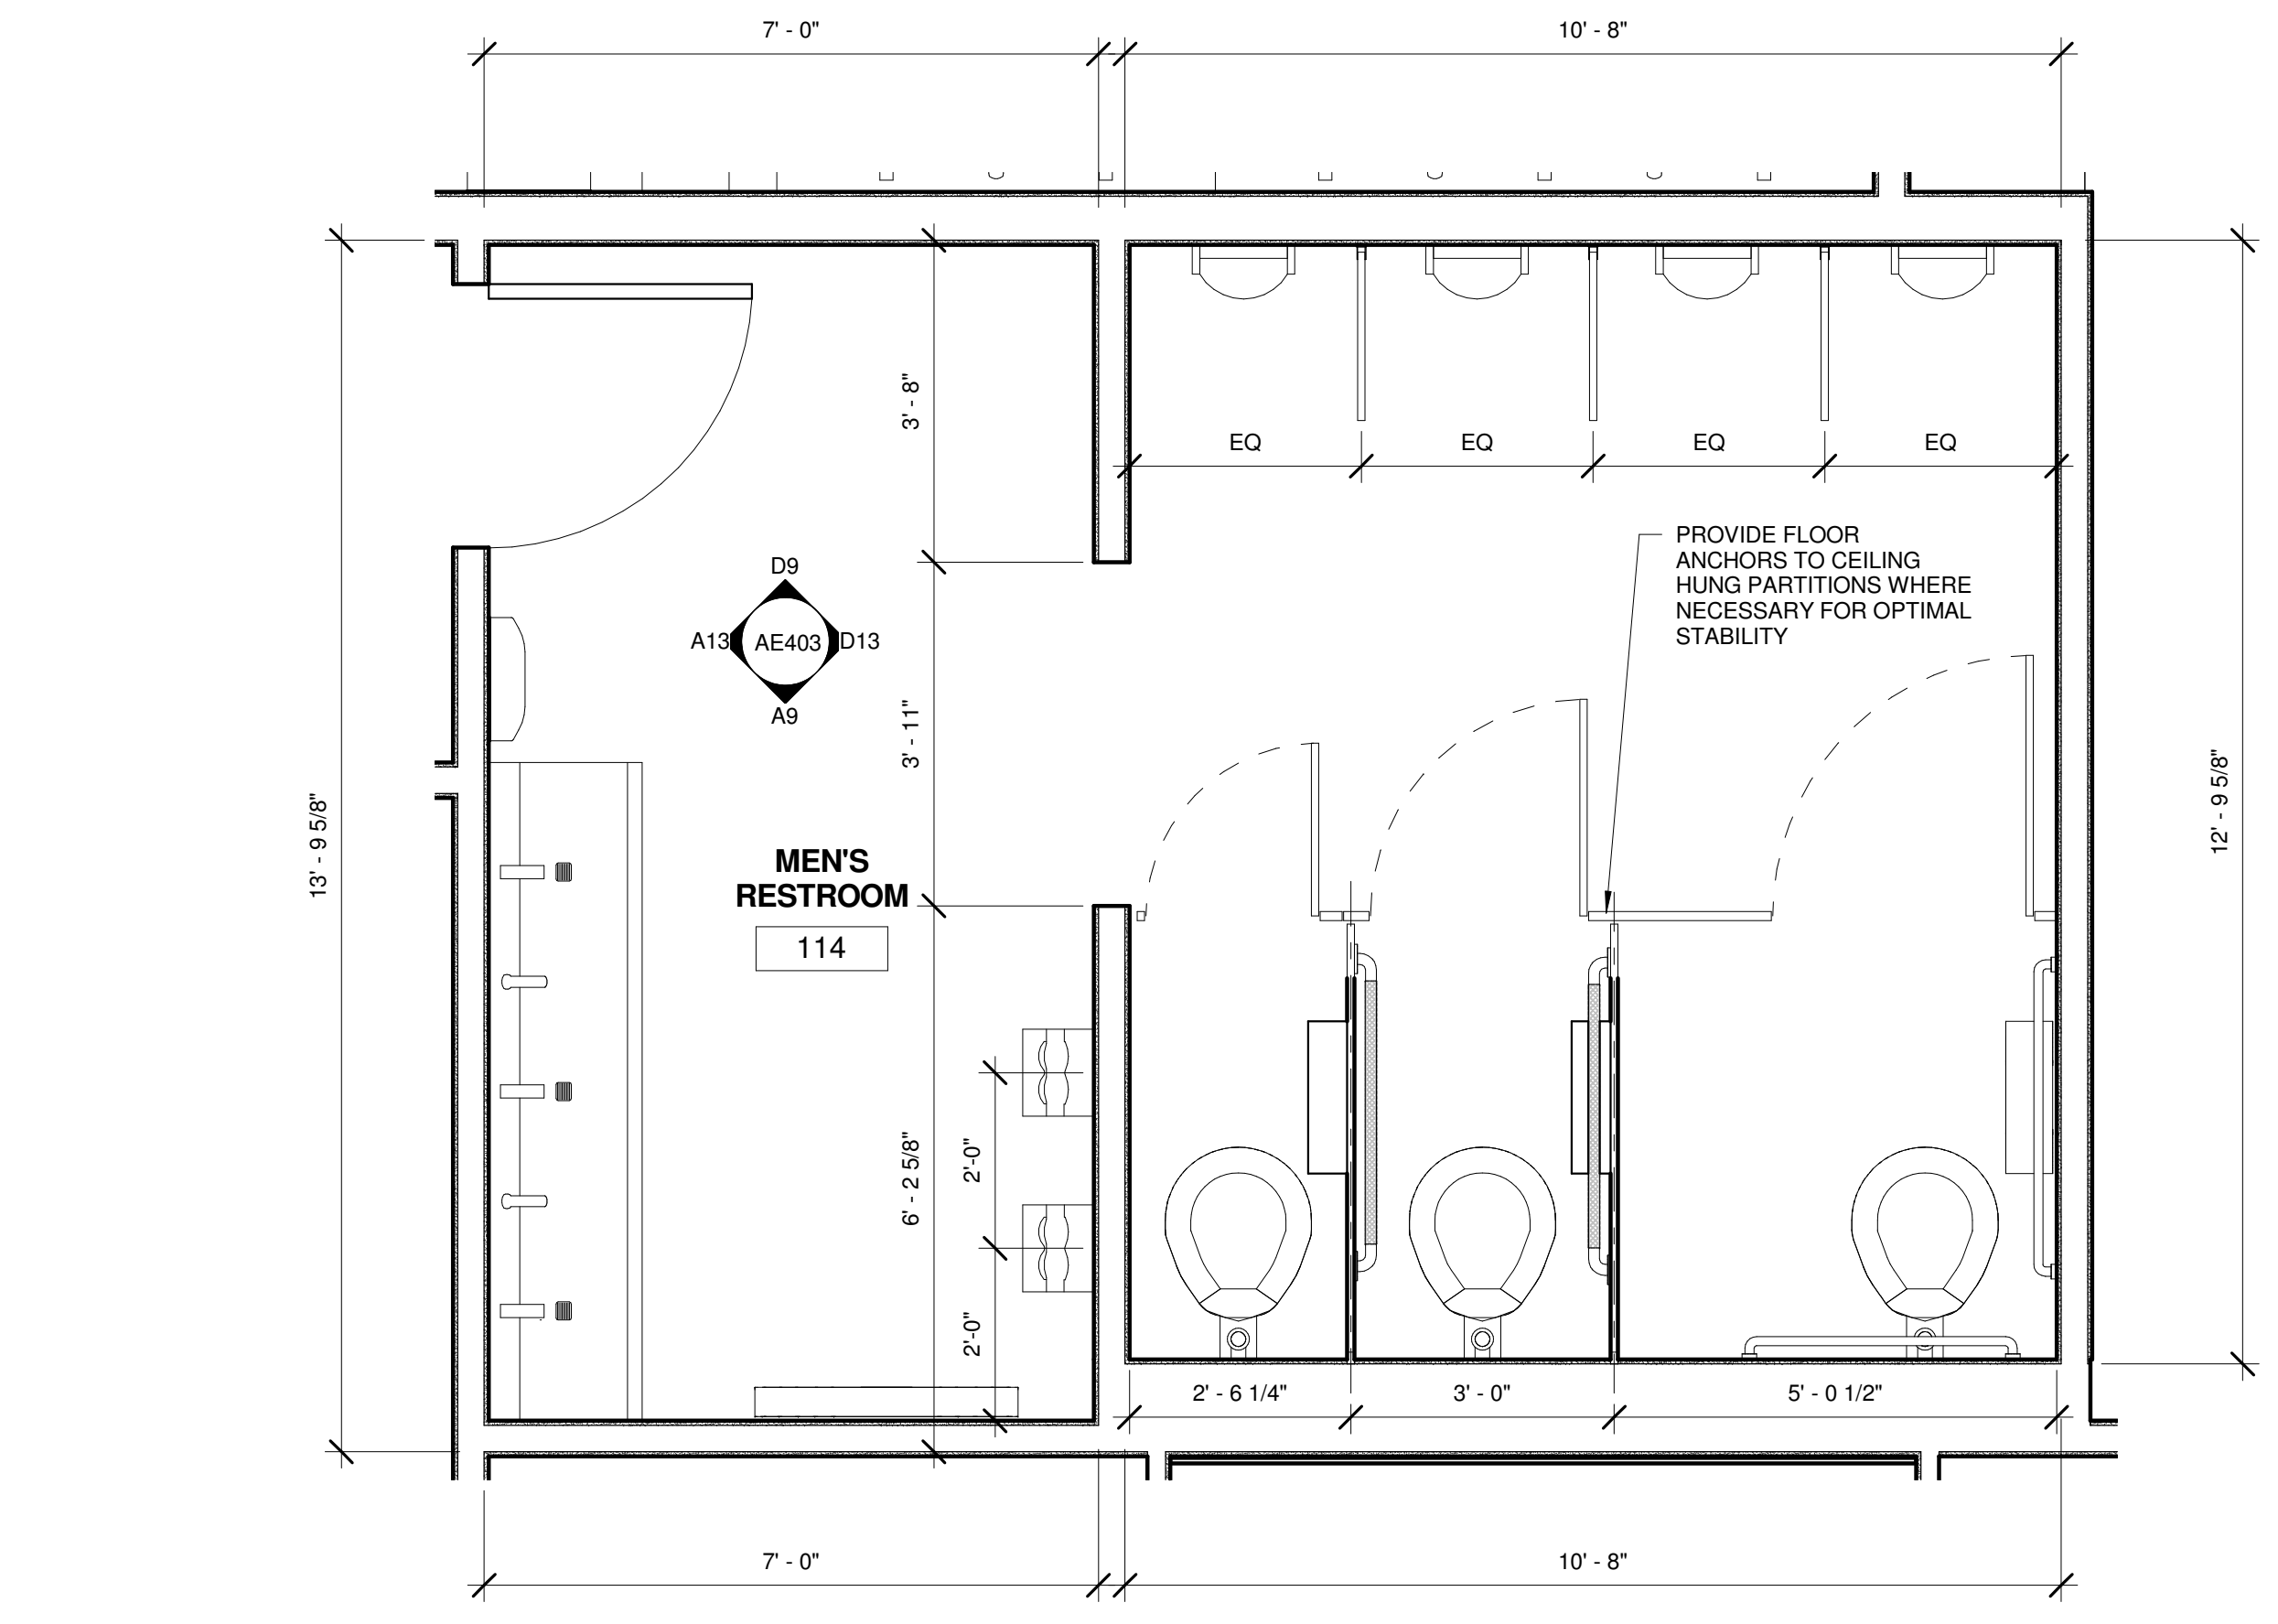 7' - 0"
10' - 8"
3' - 8"
EQ
EQ
EQ
EQ
PROVIDE FLOOR
ANCHORS TO CEILING
HUNG PARTITIONS WHERE
NECESSARY FOR OPTIMAL
STABILITY
D9
A13
AE403
D13
A9
3' - 11"
13' - 9 5/8"
12' - 9 5/8"
MEN'S
RESTROOM
114
6' - 2 5/8"
2'-0"
2'-0"
2' - 6 1/4"
3' - 0"
5' - 0 1/2"
7' - 0"
10' - 8"